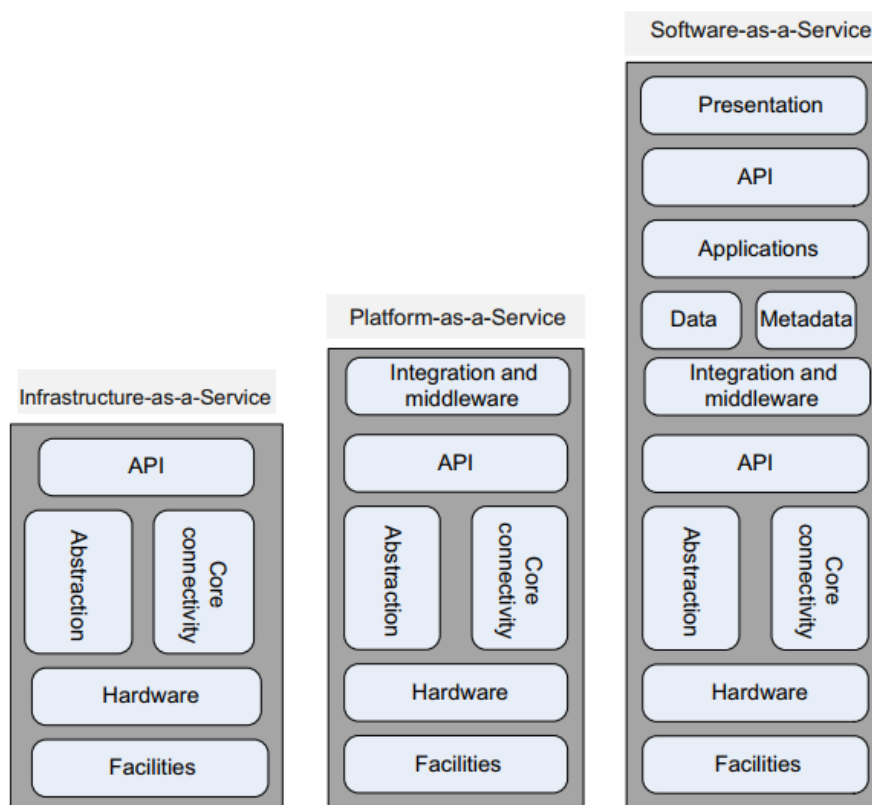 Software-as-a-Service
Presentation
API
Applications
Data
Metadata
Integration and
middleware
API
Abstraction
Core
connectivity
Hardware
Facilities
Platform-as-a-Service
Integration and
middleware
API
Abstraction
Core
connectivity
Hardware
Facilities
Infrastructure-as-a-Service
API
Abstraction
Core
connectivity
Hardware
Facilities